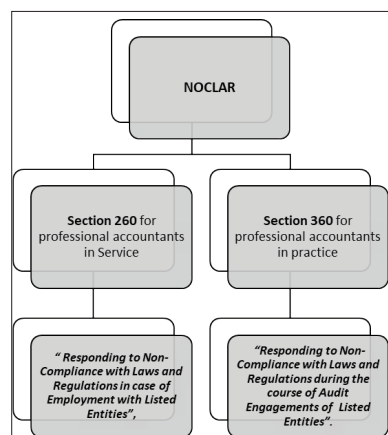 NOCLAR
Section 260 for
professional accountants
in Service
Section 360 for
professional accountants
in practice
“ Responding to Non-
Compliance with Laws and
Regulations in case of
Employment with Listed
Entities”,
“Responding to Non-
Compliance with Laws and
Regulations during the
course of Audit
Engagements of Listed
Entities”.